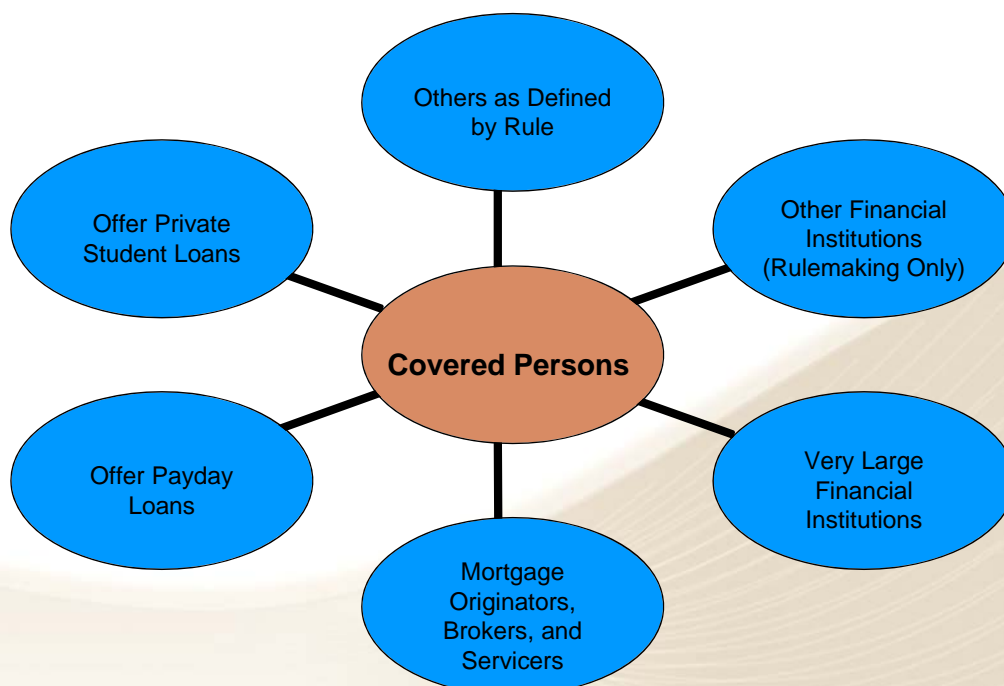 Others as Defined
by Rule
Offer Private
Student Loans
Other Financial
Institutions
(Rulemaking Only)
Covered Persons
Offer Payday
Loans
Very Large
Financial
Institutions
Mortgage
Originators,
Brokers, and
Servicers